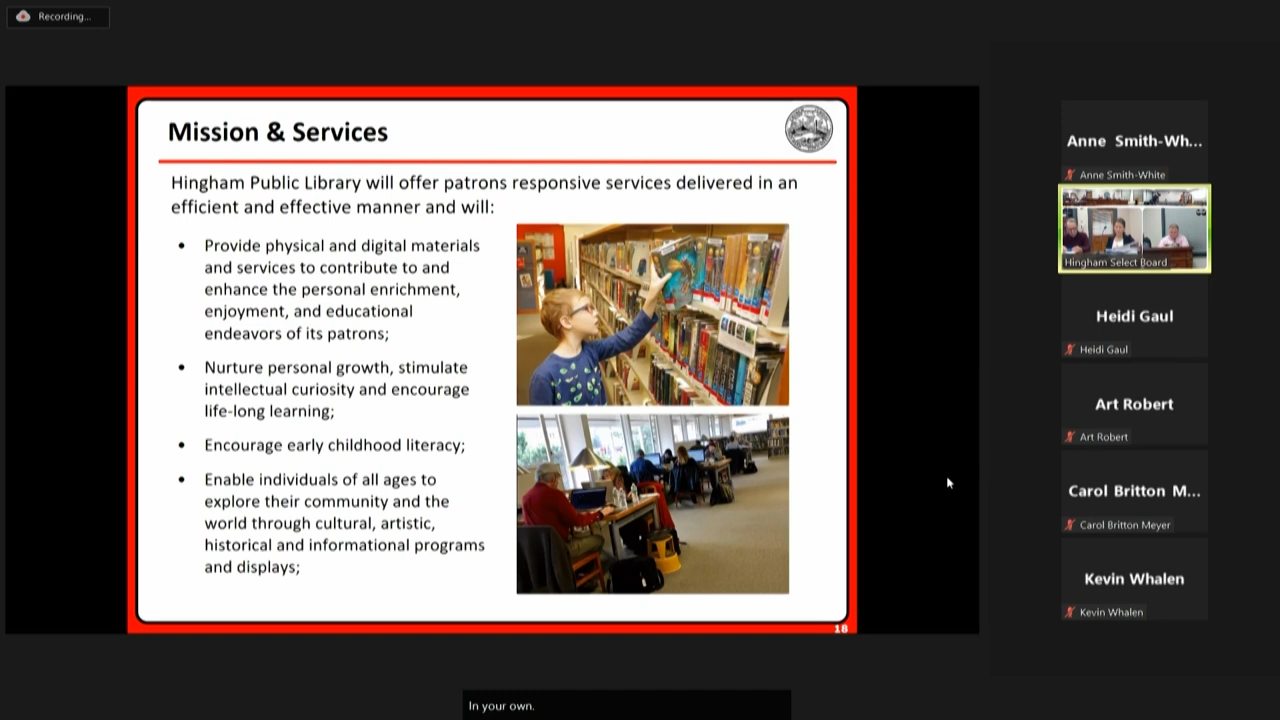 Recording...
Mission & Services
Hingham Public Library will offer patrons responsive services delivered in an
efficient and effective manner and will:
• Provide physical and digital materials
and services to contribute to and
enhance the personal enrichment,
enjoyment, and educational
endeavors of its patrons;
• Nurture personal growth, stimulate
intellectual curiosity and encourage
life-long learning;
• Encourage early childhood literacy;
• Enable individuals of all ages to
explore their community and the
world through cultural, artistic,
historical and informational programs
and displays;
18
Anne Smith-Wh...
Anne Smith-White
Hingham Select Board
Heidi Gaul
Heidi Gaul
Art Robert
Art Robert
Carol Britton M...
Carol Britton Meyer
Kevin Whalen
Kevin Whalen
In your own.